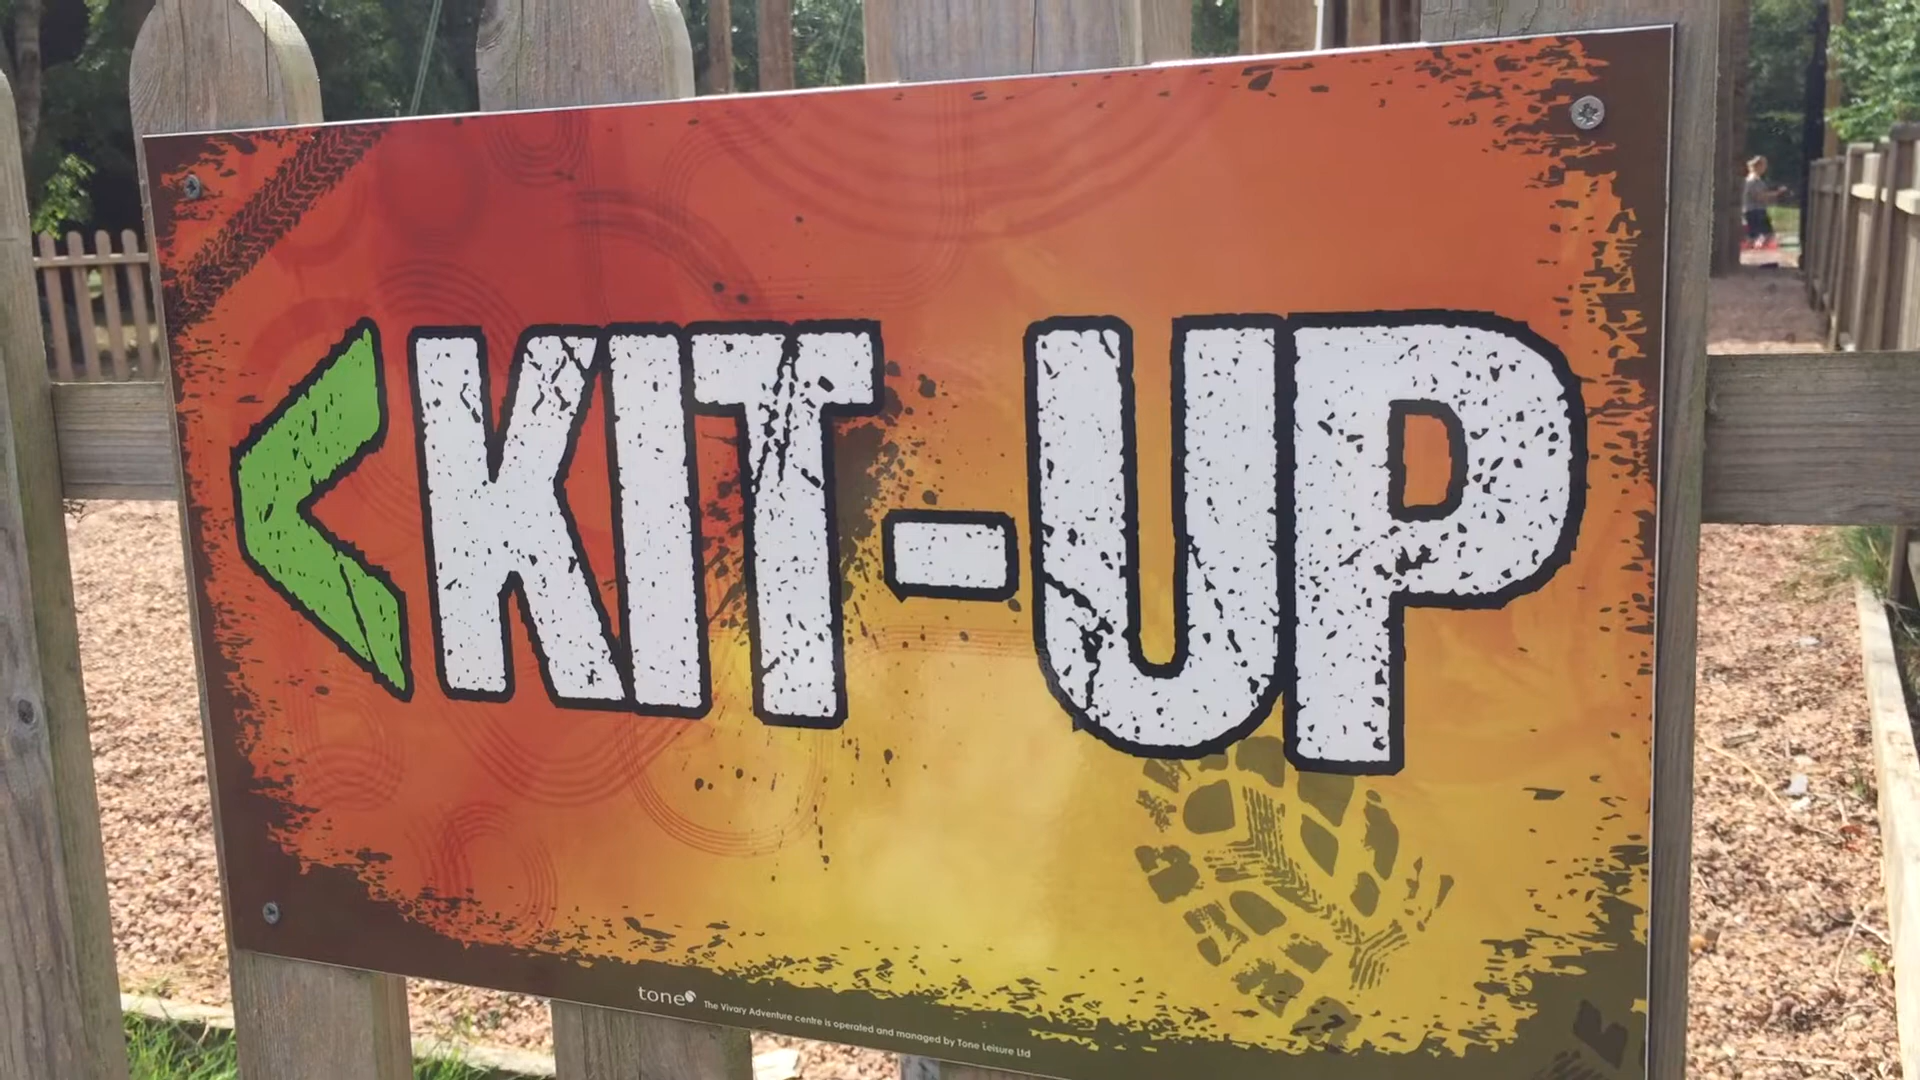 <KIT-UP
tone
The Vivary Adventure centre is operated and managed by Tone Leisure Ltd